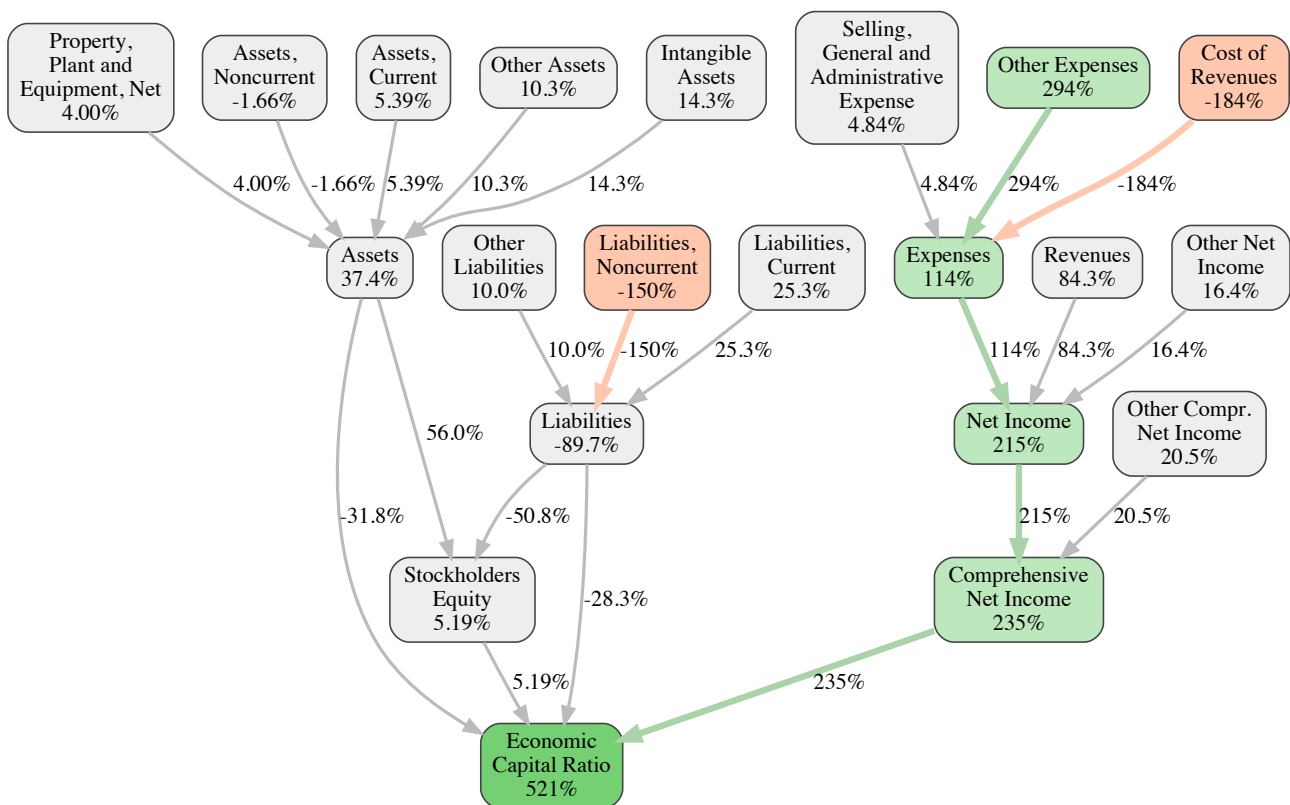 Property,
Plant and
Equipment, Net
4.00%
Assets,
Noncurrent
-1.66%
Assets,
Current
5.39%
Other Assets
10.3%
Intangible
Assets
14.3%
Selling,
General and
Administrative
Expense
4.84%
Other Expenses
294%
Cost of
Revenues
-184%
4.00%
-1.66%
5.39%
10.3%
14.3%
4.84%
294%
-184%
Assets
37.4%
Other
Liabilities
10.0%
Liabilities,
Noncurrent
-150%
Liabilities,
Current
25.3%
Expenses
114%
Revenues
84.3%
Other Net
Income
16.4%
10.0%
-150%
25.3%
114%
84.3%
16.4%
56.0%
Liabilities
-89.7%
Net Income
215%
Other Compr.
Net Income
20.5%
-31.8%
-50.8%
215%
20.5%
Stockholders
Equity
5.19%
-28.3%
Comprehensive
Net Income
235%
5.19%
235%
Economic
Capital Ratio
521%